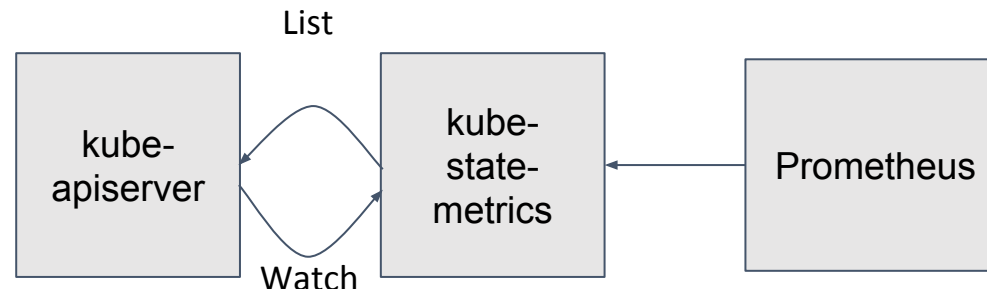 List
kube-
apiserver
kube-
state-
metrics
Prometheus
Watch